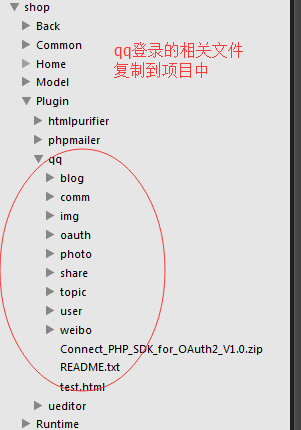 shop
Back
Common
Home
Model
Plugin
htmlpurifier
phpmailer
qq
blog
comm
img
oauth
photo
share
topic
user
weibo
Connect_PHP_SDK_for_OAuth2_V1.0.zip
README.txt
test.html
ueditor
Runtime
qq登录的相关文件
复制到项目中